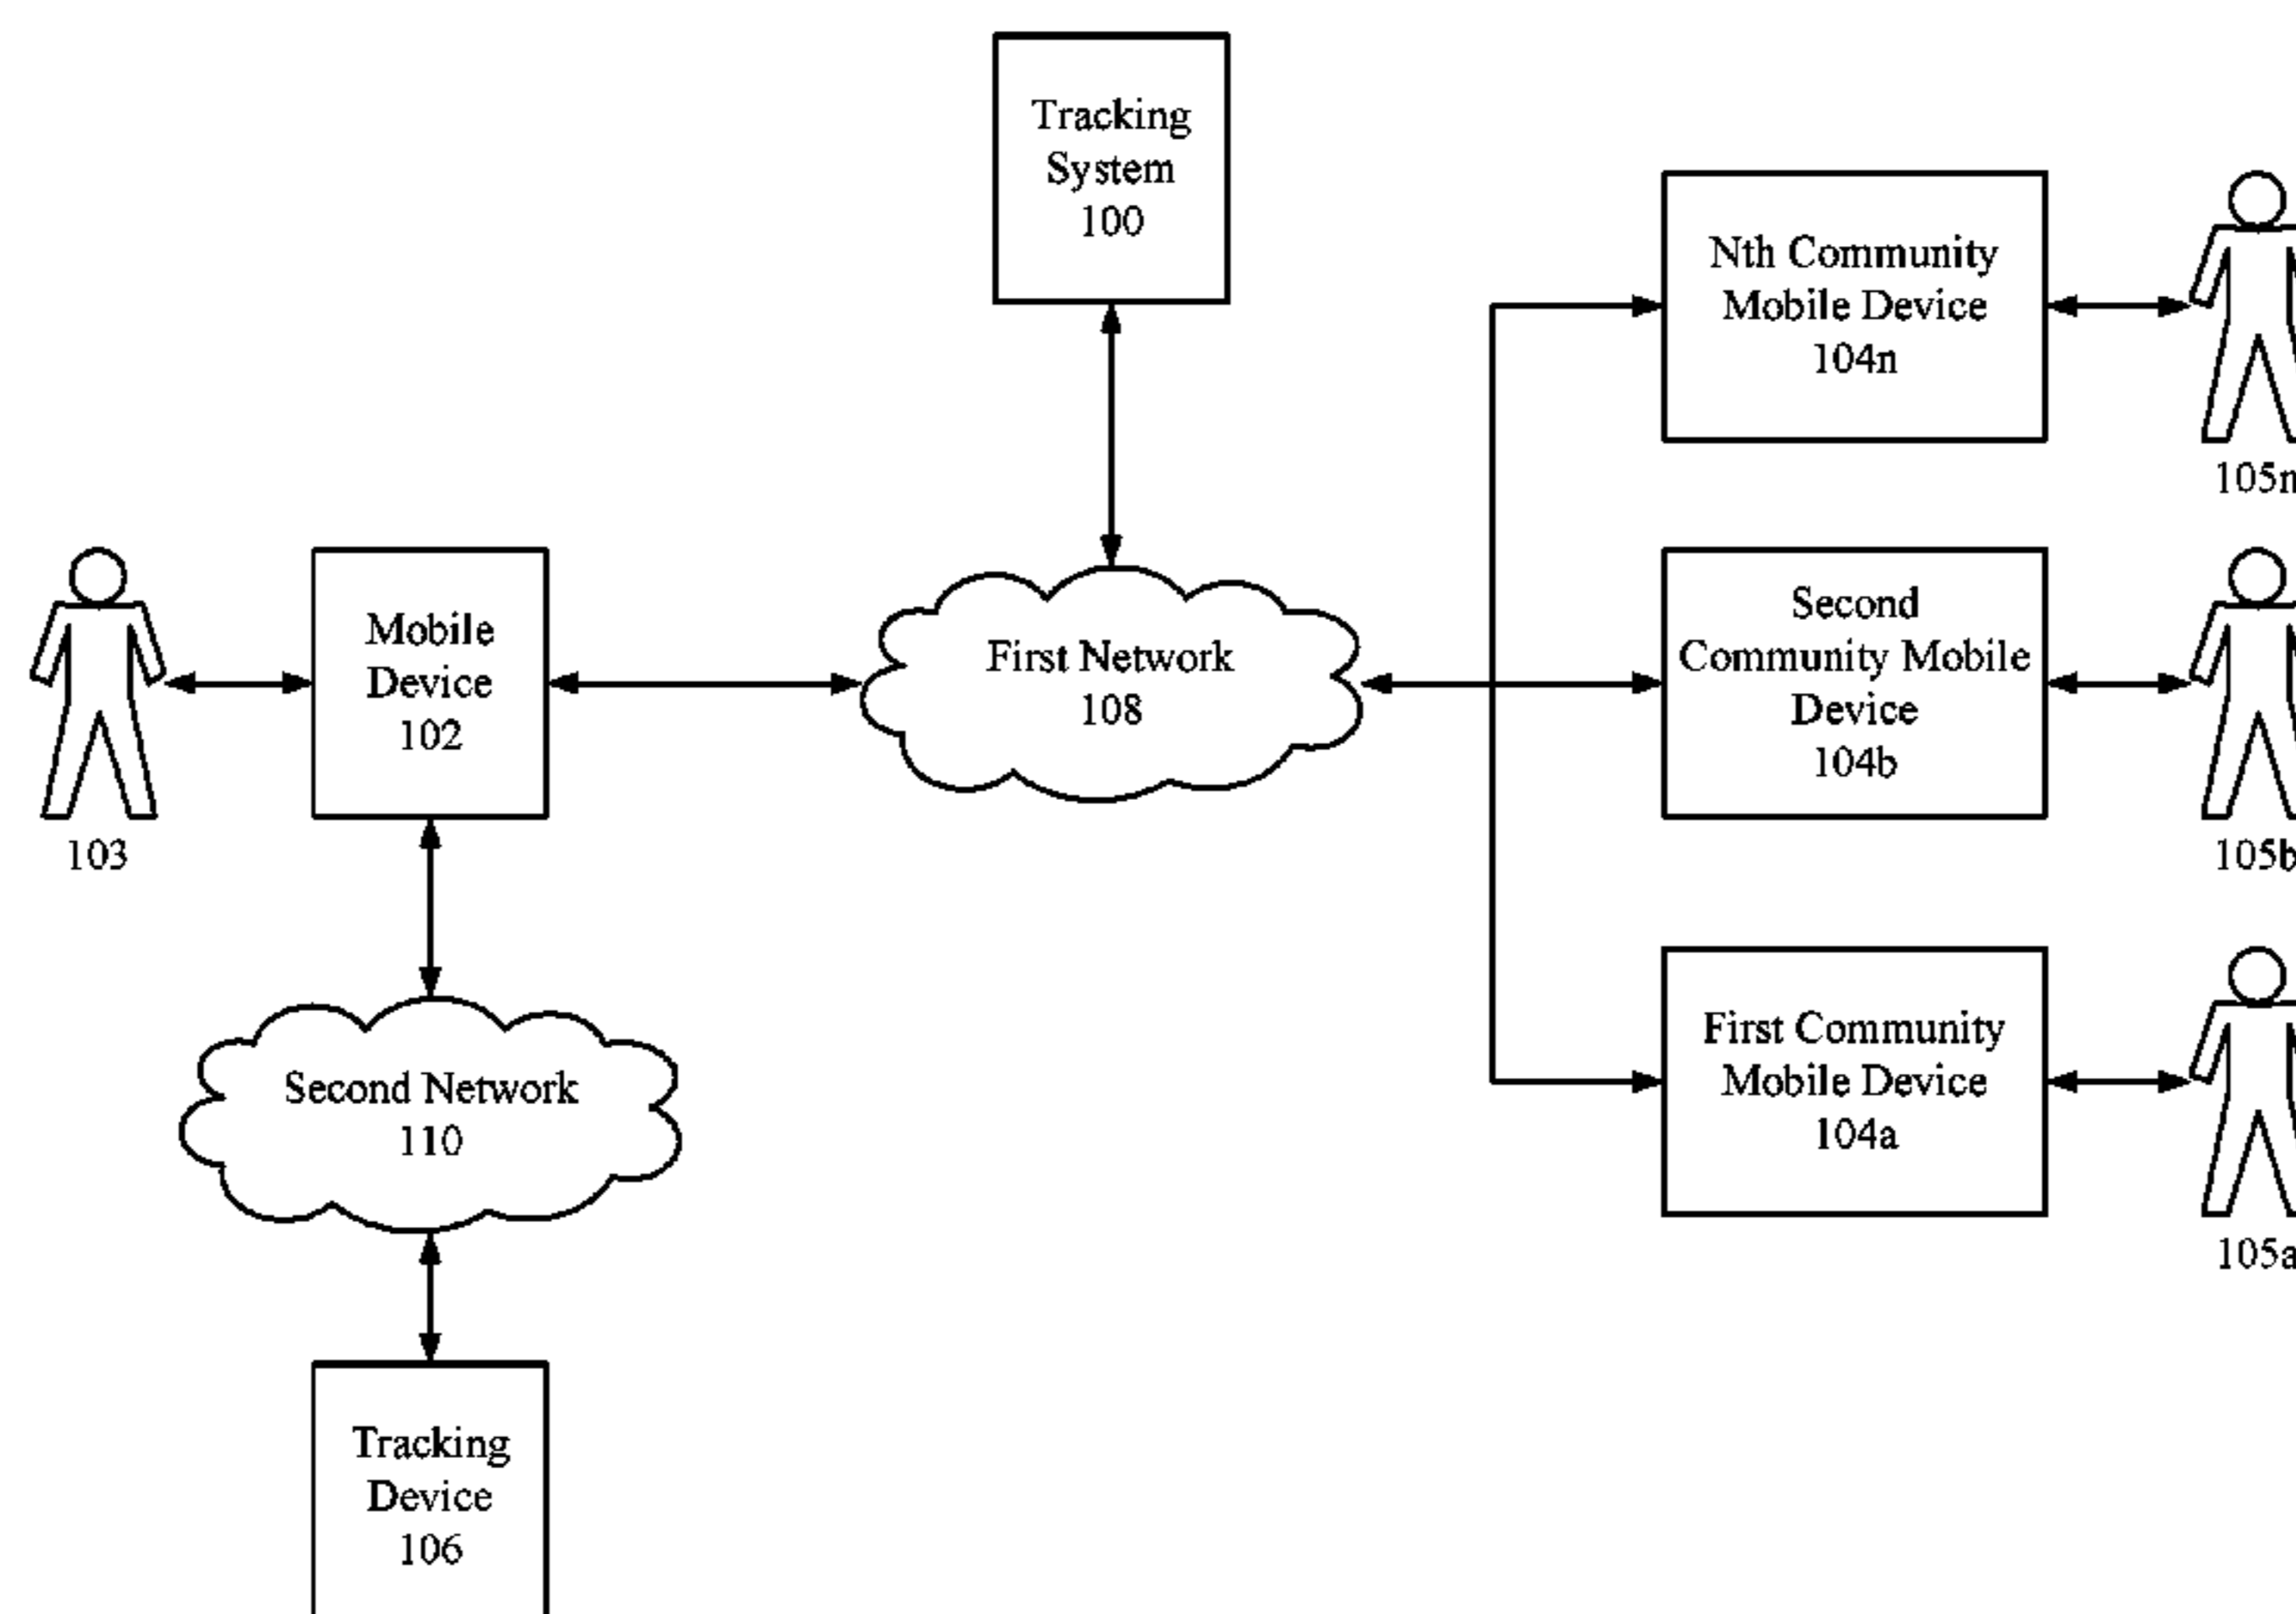 Tracking
System
100
Nth Community
Mobile Device
104n
105n
Mobile
Device
102
103
First Network
108
Second
Community Mobile
Device
104b
105b
Second Network
110
First Community
Mobile Device
104a
105a
Tracking
Device
106